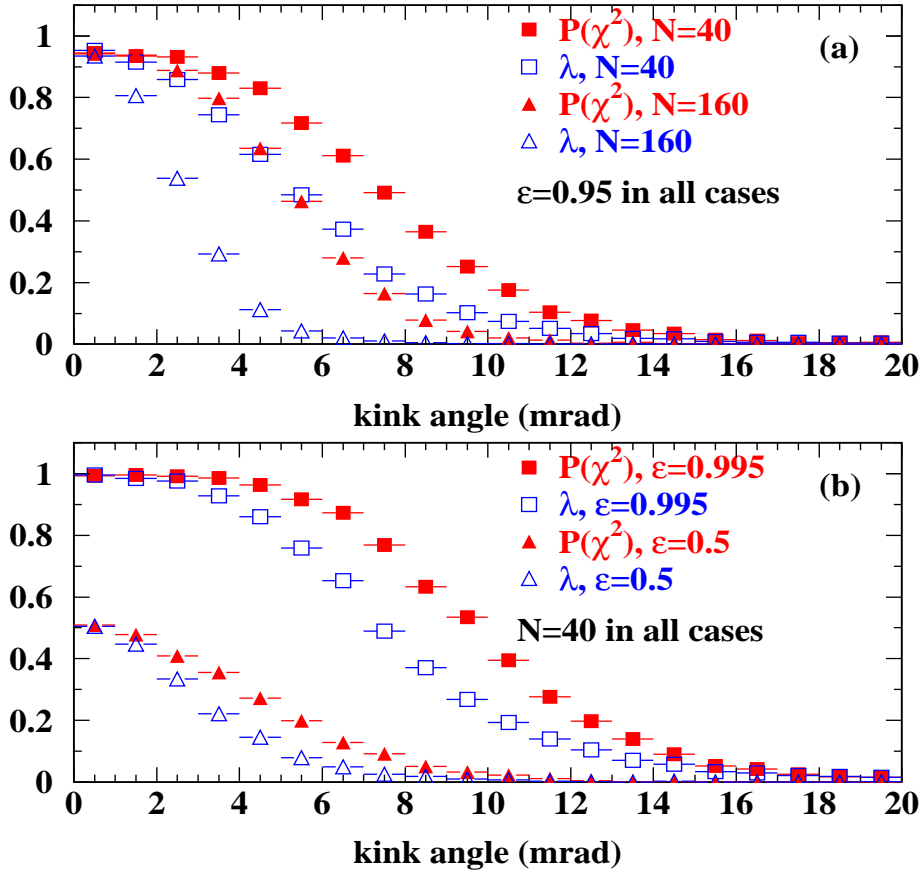 1
0.8
0.6
0.4
0.2
0
P(χ²), N=40
λ, N=40
P(χ²), N=160
λ, N=160
(a)
ε=0.95 in all cases
0 2 4 6 8 10 12 14 16 18 20
kink angle (mrad)
1
0.8
0.6
0.4
0.2
0
P(χ²), ε=0.995
λ, ε=0.995
P(χ²), ε=0.5
λ, ε=0.5
(b)
N=40 in all cases
0 2 4 6 8 10 12 14 16 18 20
kink angle (mrad)